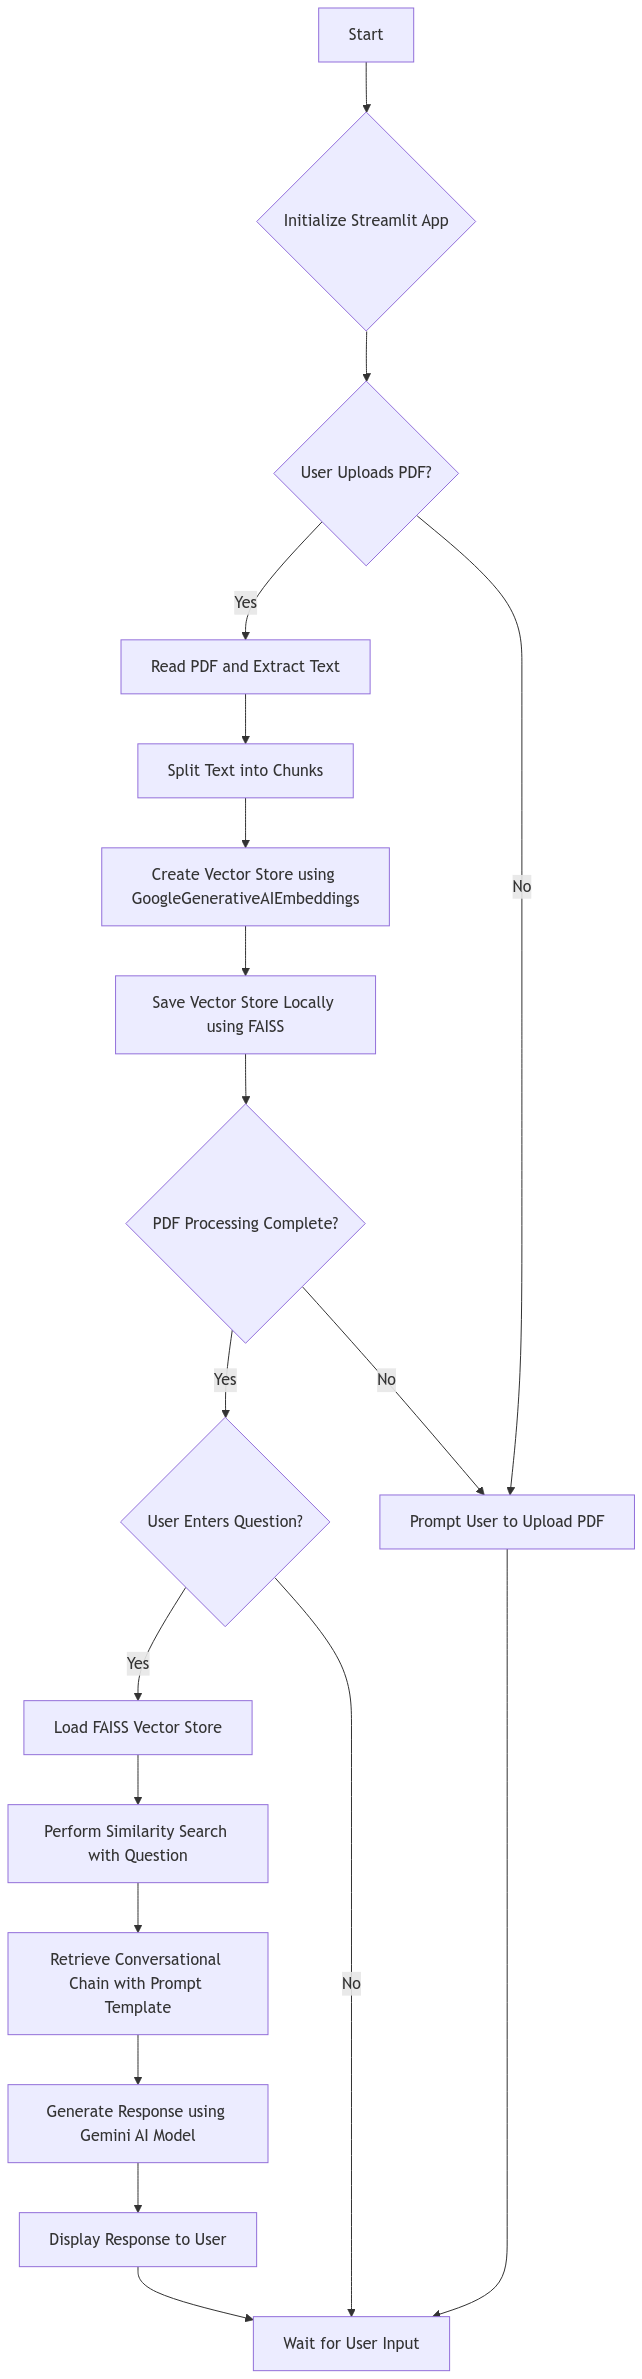 Start
Initialize Streamlit App
User Uploads PDF?
Yes
Read PDF and Extract Text
Split Text into Chunks
Create Vector Store using
GoogleGenerativeAIEmbeddings
No
Save Vector Store Locally
using FAISS
PDF Processing Complete?
Yes
No
User Enters Question?
Prompt User to Upload PDF
Yes
Load FAISS Vector Store
Perform Similarity Search
with Question
Retrieve Conversational
Chain with Prompt
Template
No
Generate Response using
Gemini AI Model
Display Response to User
Wait for User Input